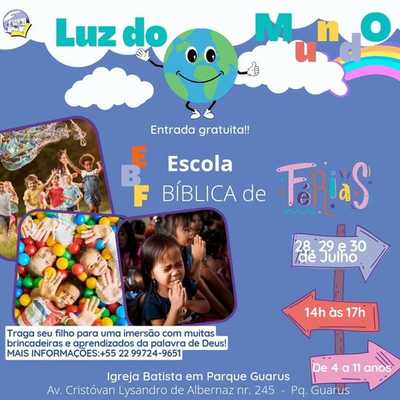 Luz do MundO
Entrada gratuita!!
EBF
Escola
BÍBLICA de
FéRiAS
28, 29 e 30
de Julho
14h às 17h
De 4 a 11 anos
Traga seu filho para uma imersão com muitas
brincadeiras e aprendizados da palavra de Deus!
MAIS INFORMAÇÕES:+55 22 99724-9651
Igreja Batista em Parque Guarus
Av. Cristóvan Lysandro de Albernaz nr. 245 - Pq. Guarus